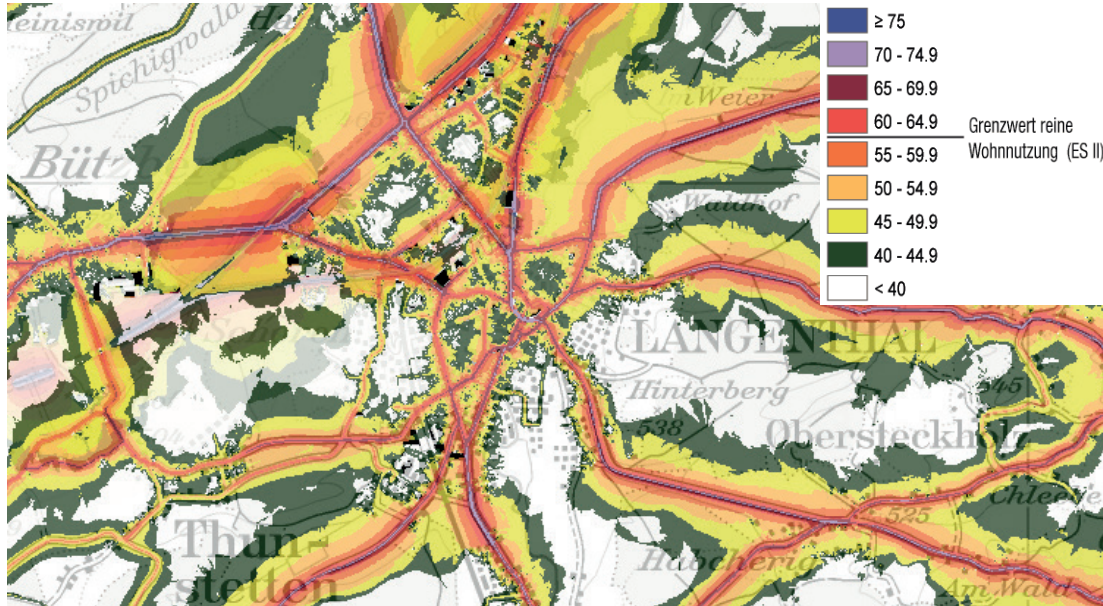 ≥ 75
70 - 74.9
65 - 69.9
60 - 64.9
Grenzwert reine
Wohnnutzung (ES II)
55 - 59.9
50 - 54.9
45 - 49.9
40 - 44.9
< 40
Spichigwald
Im Weier
Waldhof
LANGENTHAL
Hinterberg
545
538
Obersteckholz
525
Thun-
stetten
Habcherig
Am Wald